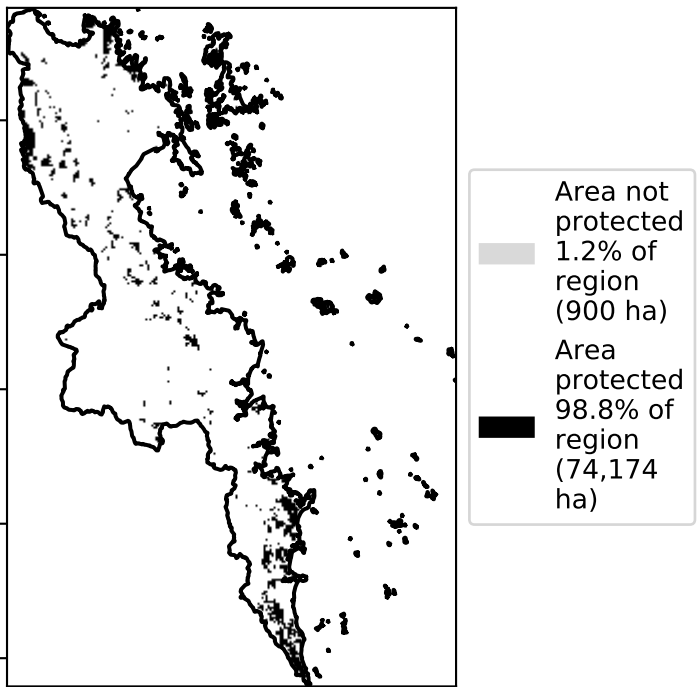 Area not
protected
1.2% of
region
(900 ha)
Area
protected
98.8% of
region
(74,174
ha)